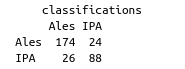 classifications
Ales IPA
Ales 174 24
IPA 26 88